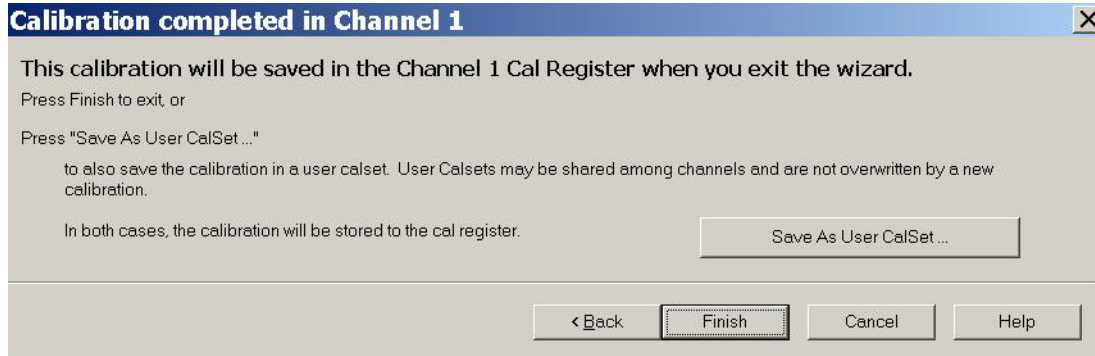 Calibration completed in Channel 1
This calibration will be saved in the Channel 1 Cal Register when you exit the wizard.
Press Finish to exit, or
Press "Save As User CalSet ..."
to also save the calibration in a user calset. User Calsets may be shared among channels and are not overwritten by a new
calibration.
In both cases, the calibration will be stored to the cal register.
Save As User CalSet ...
< Back
Finish
Cancel
Help